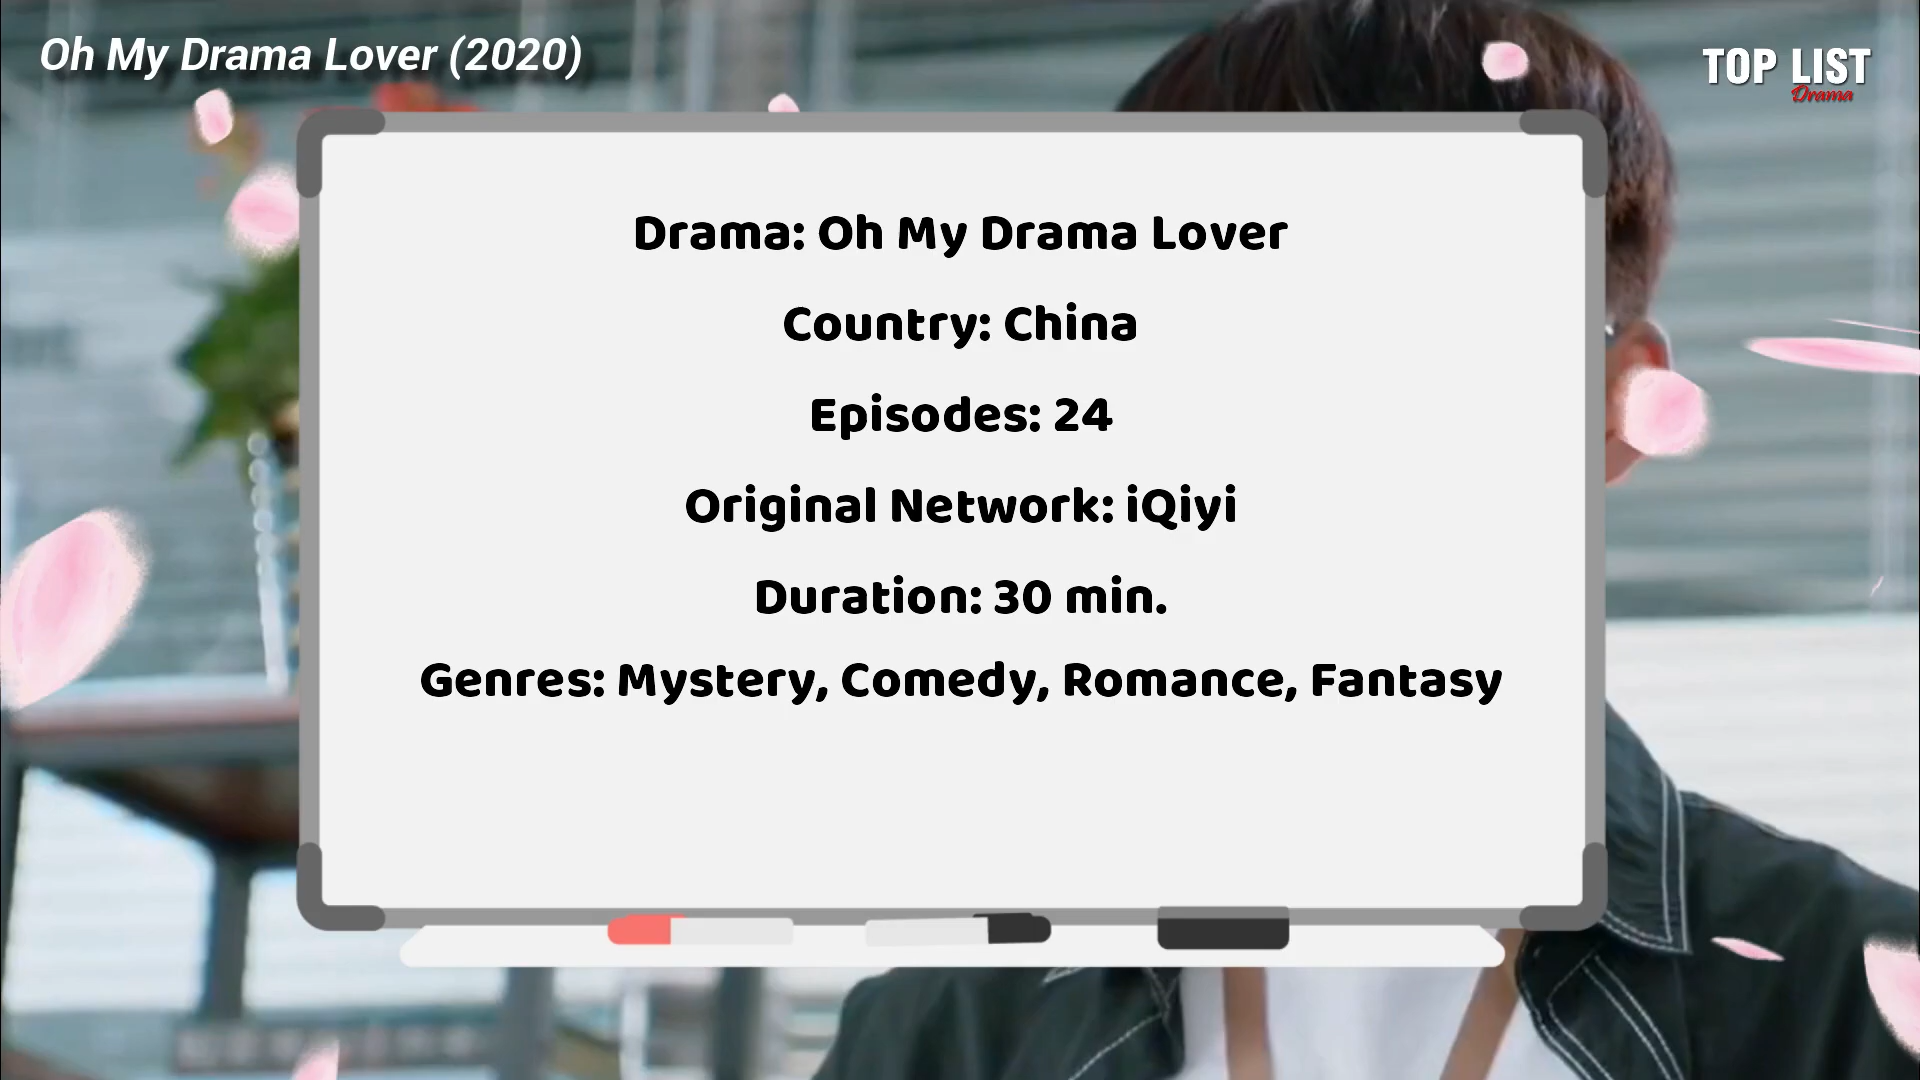 Oh My Drama Lover (2020)
TOP LIST
Drama
Drama: Oh My Drama Lover
Country: China
Episodes: 24
Original Network: iQiyi
Duration: 30 min.
Genres: Mystery, Comedy, Romance, Fantasy